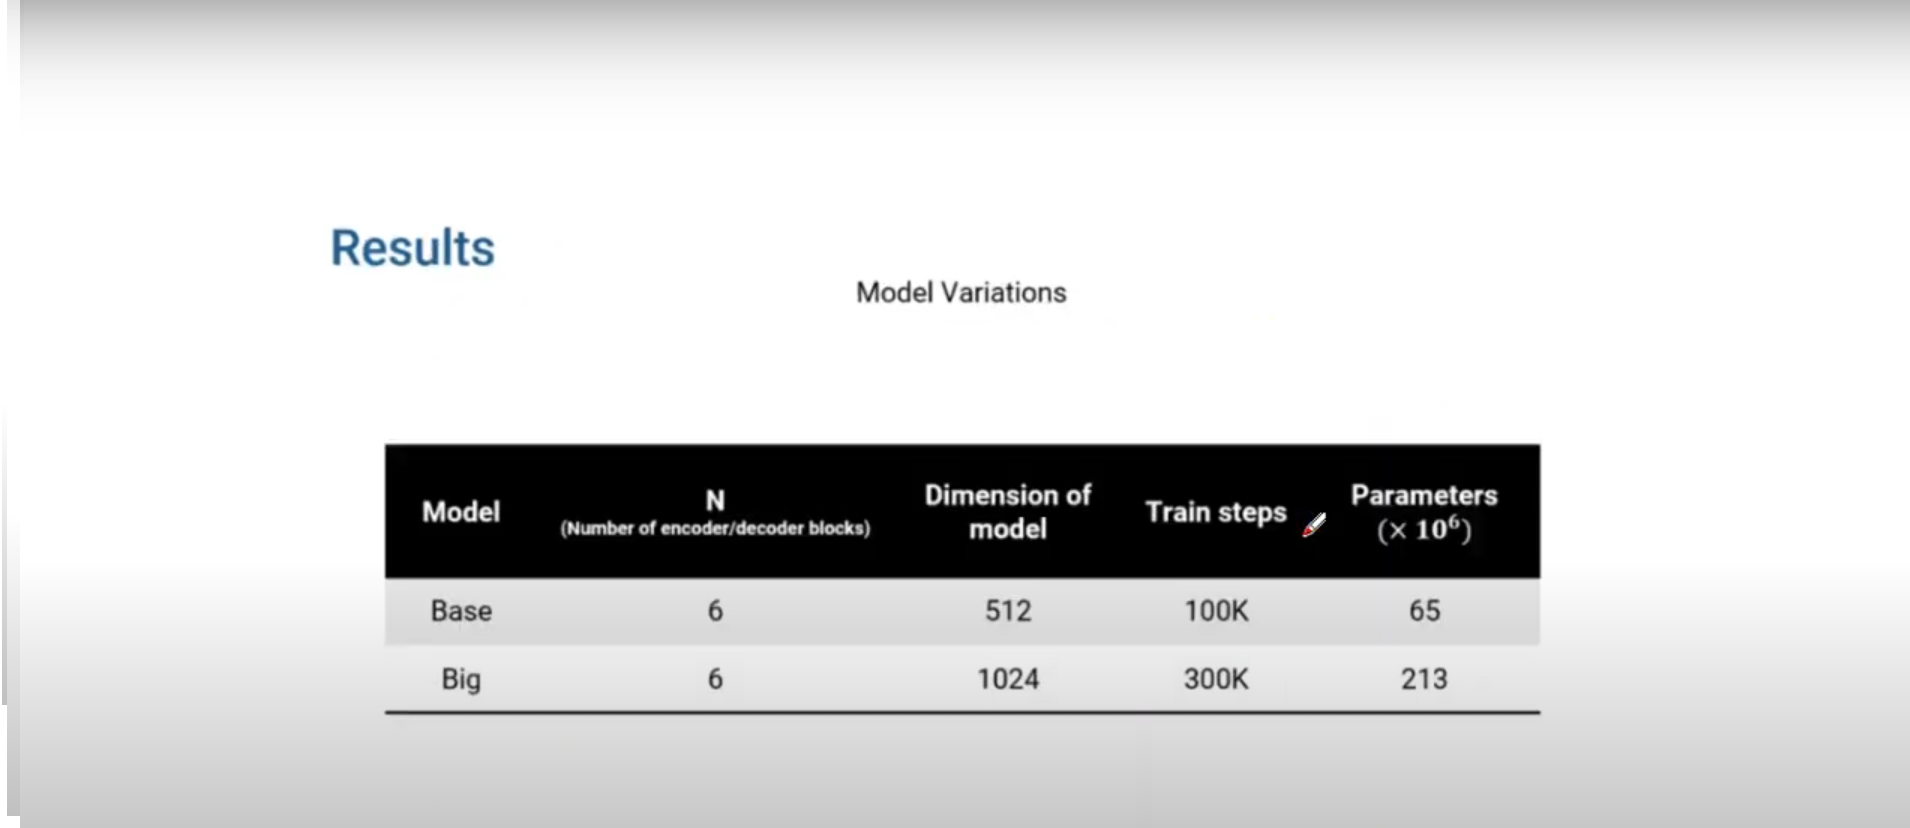 Results
Model Variations
Model N Dimension of Train steps Parameters
(Number of encoder/decoder blocks) model (× 10⁶)
Base 6 512 100K 65
Big 6 1024 300K 213